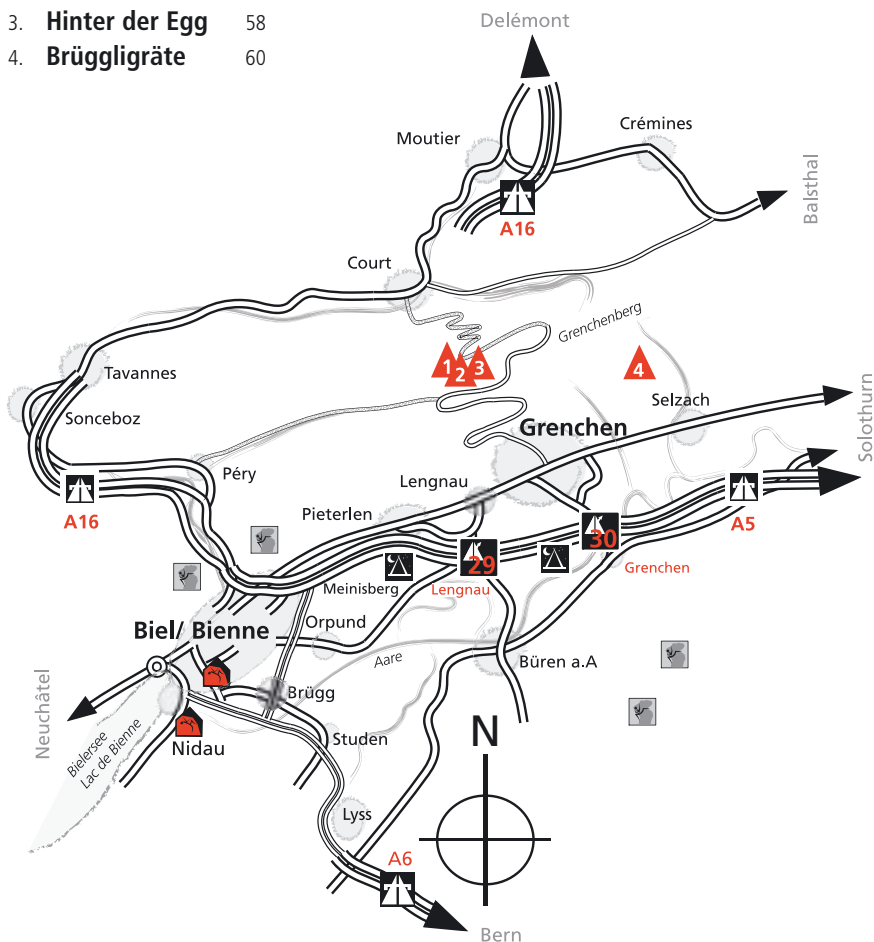 3. Hinter der Egg 58
4. Brüggligräte 60
Delémont
Moutier
Crémines
Balsthal
A16
Court
Grenchenberg
1
2
3
4
Tavannes
Selzach
Sonceboz
Solothurn
Grenchen
Péry
Lengnau
A16
Pieterlen
A5
30
29
Meinisberg
Lengnau
Grenchen
Orpund
Biel/ Bienne
Aare
Büren a.A
Brügg
Neuchâtel
Nidau
Studen
N
Bielersee
Lac de Bienne
Lyss
A6
Bern